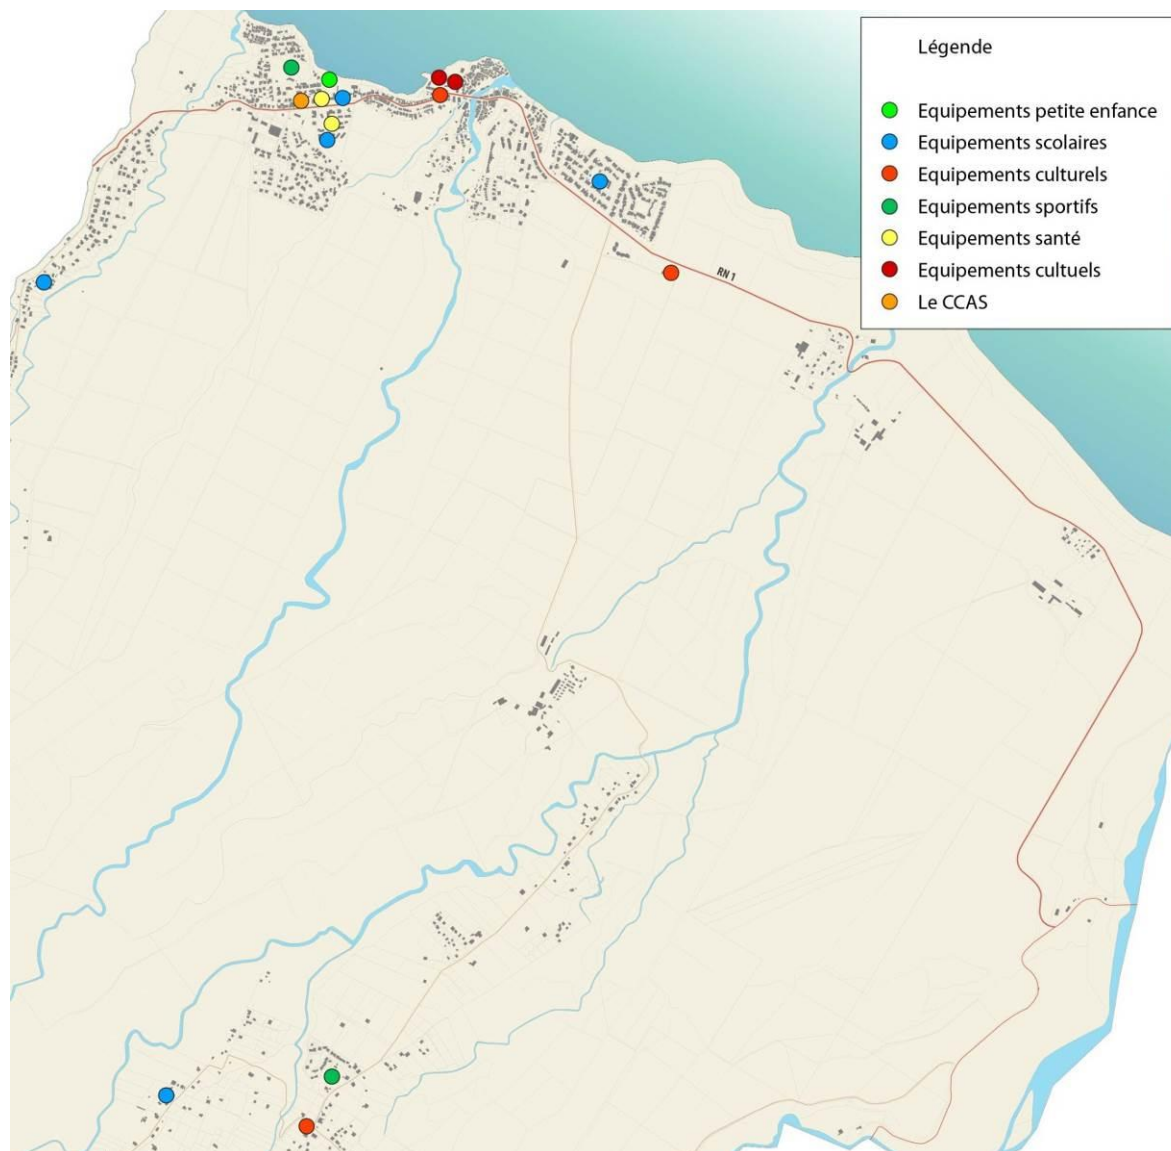 Légende
Equipements petite enfance
Equipements scolaires
Equipements culturels
Equipements sportifs
Equipements santé
Equipements cultuels
Le CCAS
RN 1